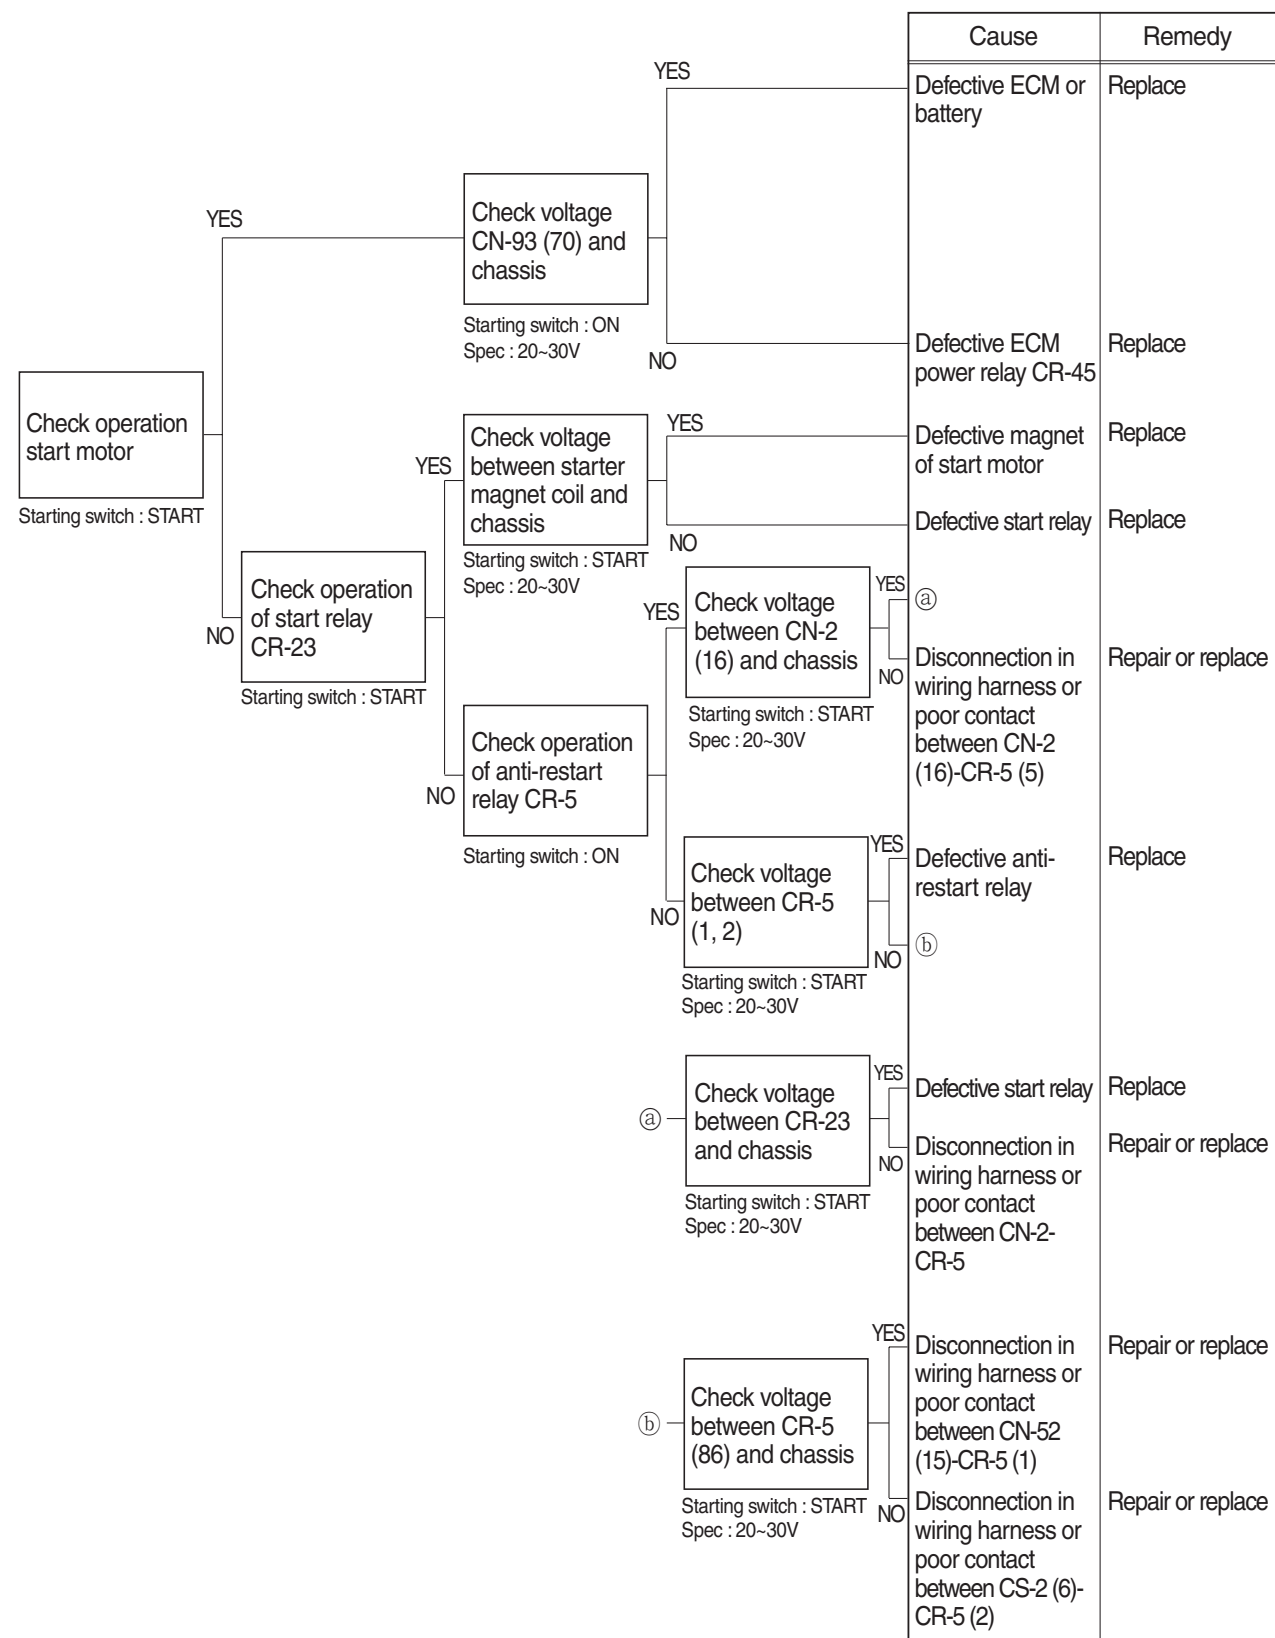 Cause
Remedy
YES
Defective ECM or
battery
Replace
YES
Check voltage
CN-93 (70) and
chassis
Starting switch : ON
Spec : 20~30V
NO
Defective ECM
power relay CR-45
Replace
Check operation
start motor
Starting switch : START
YES
Check voltage
between starter
magnet coil and
chassis
Starting switch : START
Spec : 20~30V
YES
Defective magnet
of start motor
Replace
NO
Defective start relay
Replace
NO
Check operation
of start relay
CR-23
Starting switch : START
YES
Check voltage
between CN-2
(16) and chassis
Starting switch : START
Spec : 20~30V
YES
ⓐ
NO
Disconnection in
wiring harness or
poor contact
between CN-2
(16)-CR-5 (5)
Repair or replace
NO
Check operation
of anti-restart
relay CR-5
Starting switch : ON
NO
Check voltage
between CR-5
(1, 2)
Starting switch : START
Spec : 20~30V
YES
Defective anti-
restart relay
Replace
NO
ⓑ
ⓐ
Check voltage
between CR-23
and chassis
Starting switch : START
Spec : 20~30V
YES
Defective start relay
Replace
NO
Disconnection in
wiring harness or
poor contact
between CN-2-
CR-5
Repair or replace
ⓑ
Check voltage
between CR-5
(86) and chassis
Starting switch : START
Spec : 20~30V
YES
Disconnection in
wiring harness or
poor contact
between CN-52
(15)-CR-5 (1)
Repair or replace
NO
Disconnection in
wiring harness or
poor contact
between CS-2 (6)-
CR-5 (2)
Repair or replace